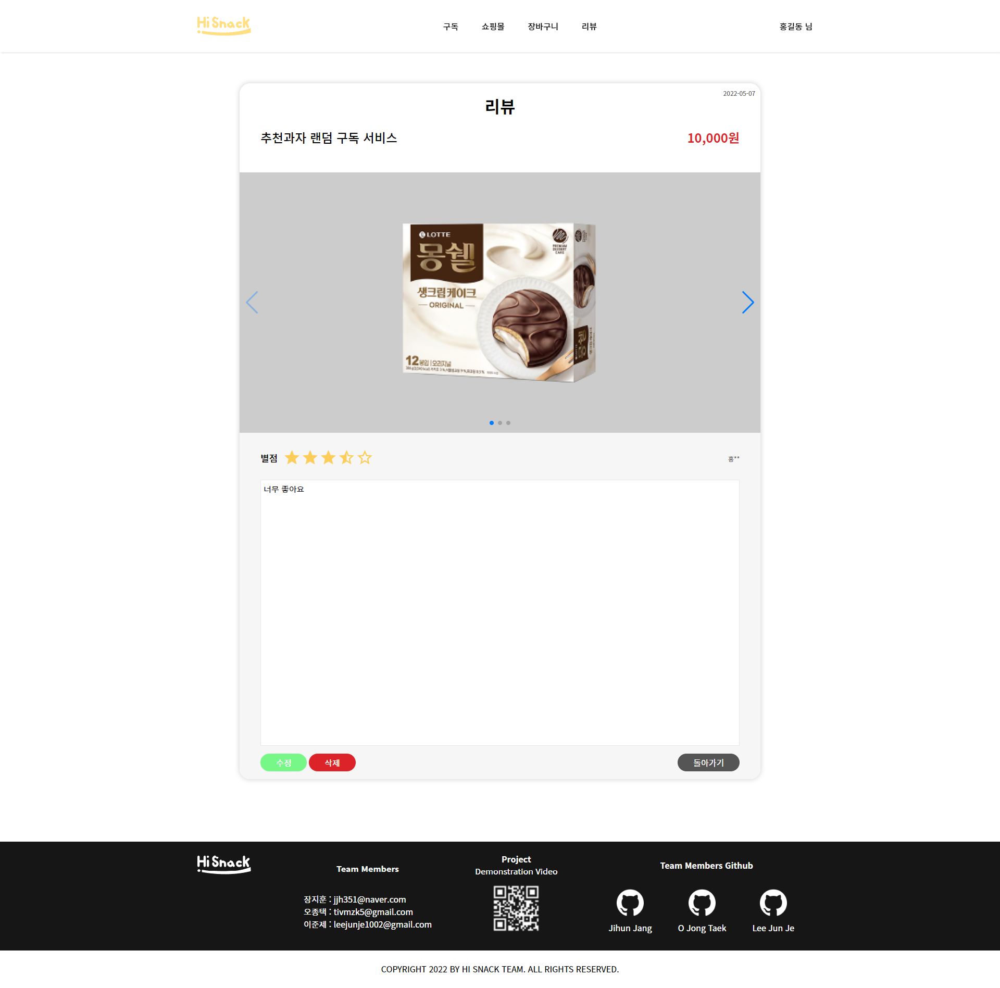 Hi Snack
구독 쇼핑몰 장바구니 리뷰
홍길동 님
2022-05-07
리뷰
추천과자 랜덤 구독 서비스
10,000원
LOTTE
몽쉘
생크림케이크
ORIGINAL
PREMIUM
DESSERT
CAKE
12봉입 | 오리지널
별점
홍**
너무 좋아요
수정 삭제 돌아가기
Hi Snack
Team Members
장지훈 : jjh351@naver.com
오종택 : tivmzk5@gmail.com
이준제 : leejunje1002@gmail.com
Project
Demonstration Video
Team Members Github
Jihun Jang O Jong Taek Lee Jun Je
COPYRIGHT 2022 BY HI SNACK TEAM. ALL RIGHTS RESERVED.